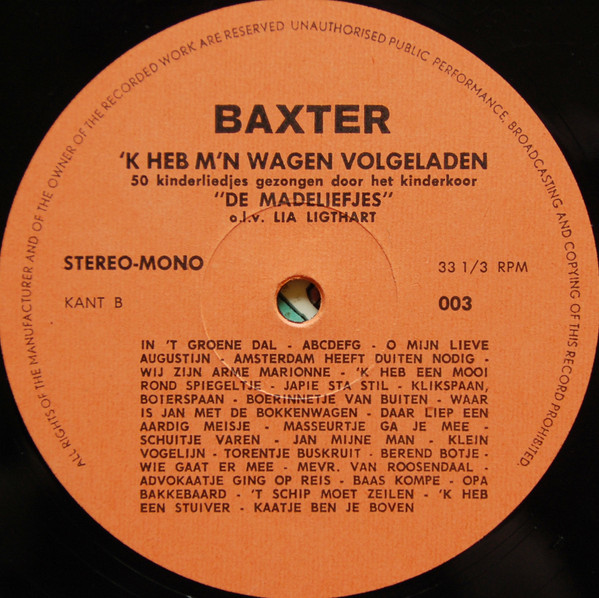 ALL RIGHTS OF THE MANUFACTURER AND OF THE OWNER OF THE RECORDED WORK ARE RESERVED UNAUTHORISED PUBLIC PERFORMANCE, BROADCASTING AND COPYING OF THIS RECORD PROHIBITED.
BAXTER
'K HEB M'N WAGEN VOLGELADEN
50 kinderliedjes gezongen door het kinderkoor
"DE MADELIEFJES"
o.l.v. LIA LIGTHART
STEREO-MONO 33 1/3 RPM
KANT B 003
IN 'T GROENE DAL - ABCDEFG - O MIJN LIEVE
AUGUSTIJN - AMSTERDAM HEEFT DUITEN NODIG -
WIJ ZIJN ARME MARIONNE - 'K HEB EEN MOOI
ROND SPIEGELTJE - JAPIE STA STIL - KLIKSPAAN,
BOTERSPAAN - BOERINNETJE VAN BUITEN - WAAR
IS JAN MET DE BOKKENWAGEN - DAAR LIEP EEN
AARDIG MEISJE - MASSEURTJE GA JE MEE -
SCHUITJE VAREN - JAN MIJNE MAN - KLEIN
VOGELIJN - TORENTJE BUSKRUIT - BEREND BOTJE -
WIE GAAT ER MEE - MEVR. VAN ROOSENDAAL -
ADVOKAATJE GING OP REIS - BAAS KOMPE - OPA
BAKKEBAARD - 'T SCHIP MOET ZEILEN - 'K HEB
EEN STUIVER - KAATJE BEN JE BOVEN